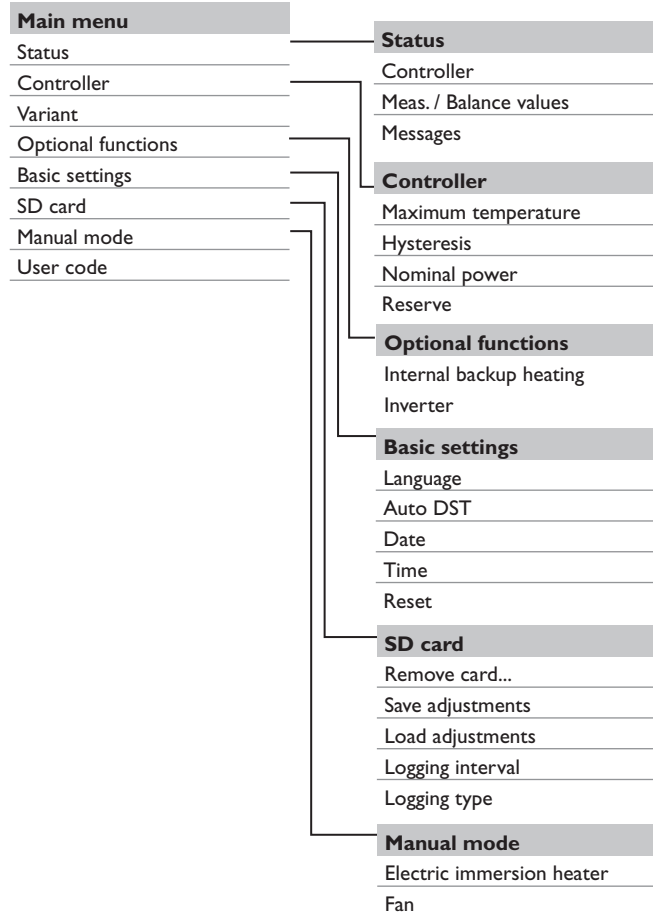 Main menu
Status
Controller
Variant
Optional functions
Basic settings
SD card
Manual mode
User code
Status
Controller
Meas. / Balance values
Messages
Controller
Maximum temperature
Hysteresis
Nominal power
Reserve
Optional functions
Internal backup heating
Inverter
Basic settings
Language
Auto DST
Date
Time
Reset
SD card
Remove card...
Save adjustments
Load adjustments
Logging interval
Logging type
Manual mode
Electric immersion heater
Fan